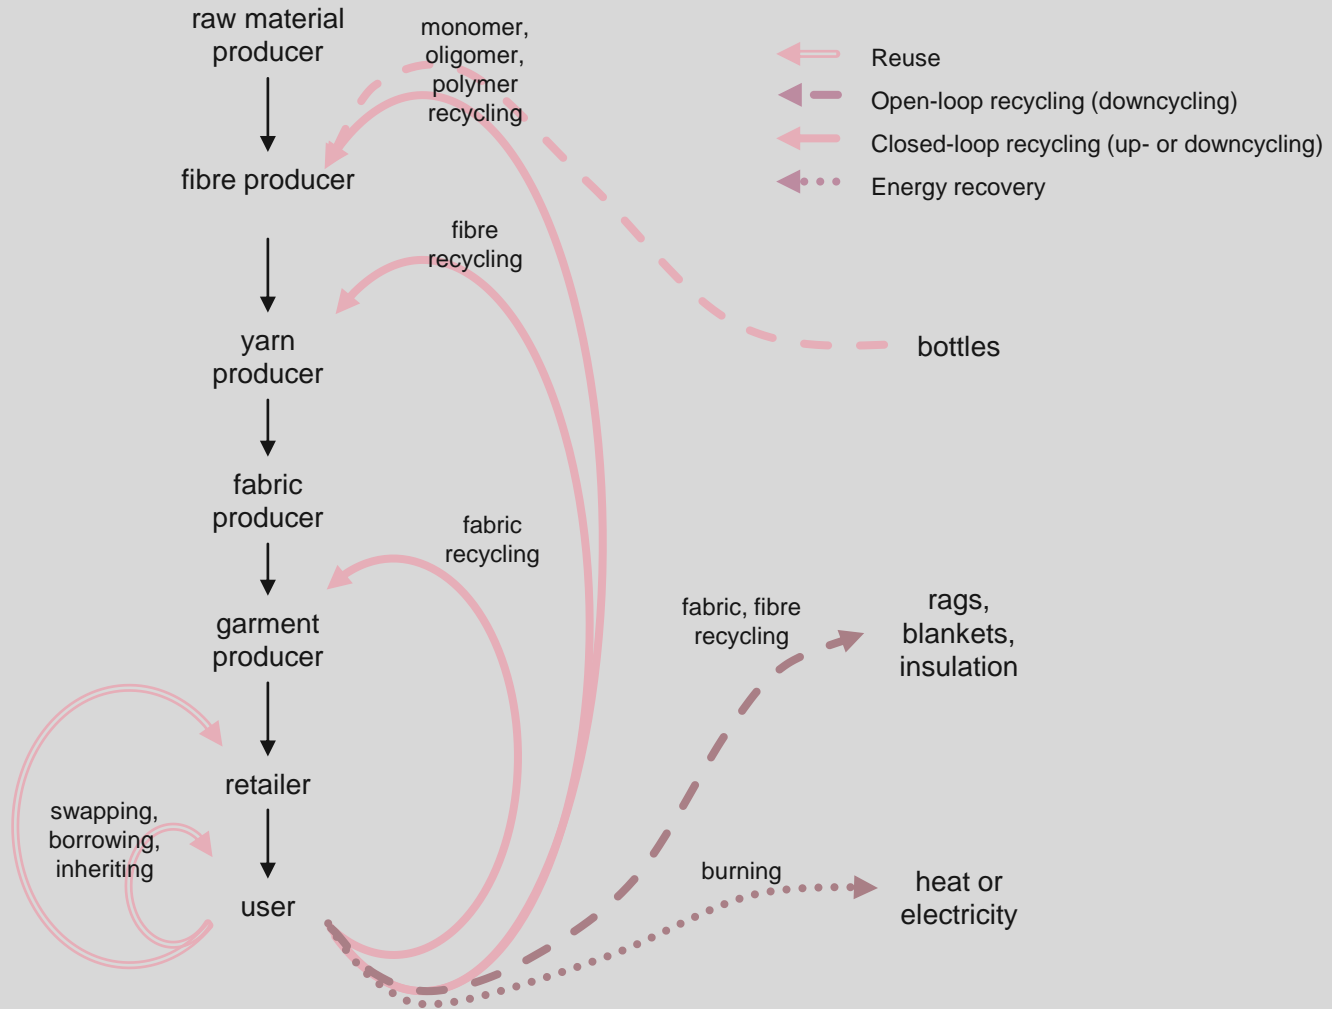 raw material
producer
monomer,
oligomer,
polymer
recycling
Reuse
Open-loop recycling (downcycling)
Closed-loop recycling (up- or downcycling)
Energy recovery
fibre producer
fibre
recycling
yarn
producer
bottles
fabric
producer
fabric
recycling
garment
producer
fabric, fibre
recycling
rags,
blankets,
insulation
retailer
swapping,
borrowing,
inheriting
user
burning
heat or
electricity